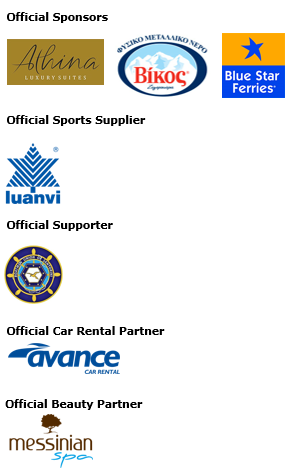 Official Sponsors
Athina
LUXURY SUITES
ΦΥΣΙΚΟ ΜΕΤΑΛΛΙΚΟ ΝΕΡΟ
Βίκος
Blue Star
Ferries
Official Sports Supplier
®
luanvi
Official Supporter
Official Car Rental Partner
avance
CAR RENTAL
Official Beauty Partner
messinian
spa